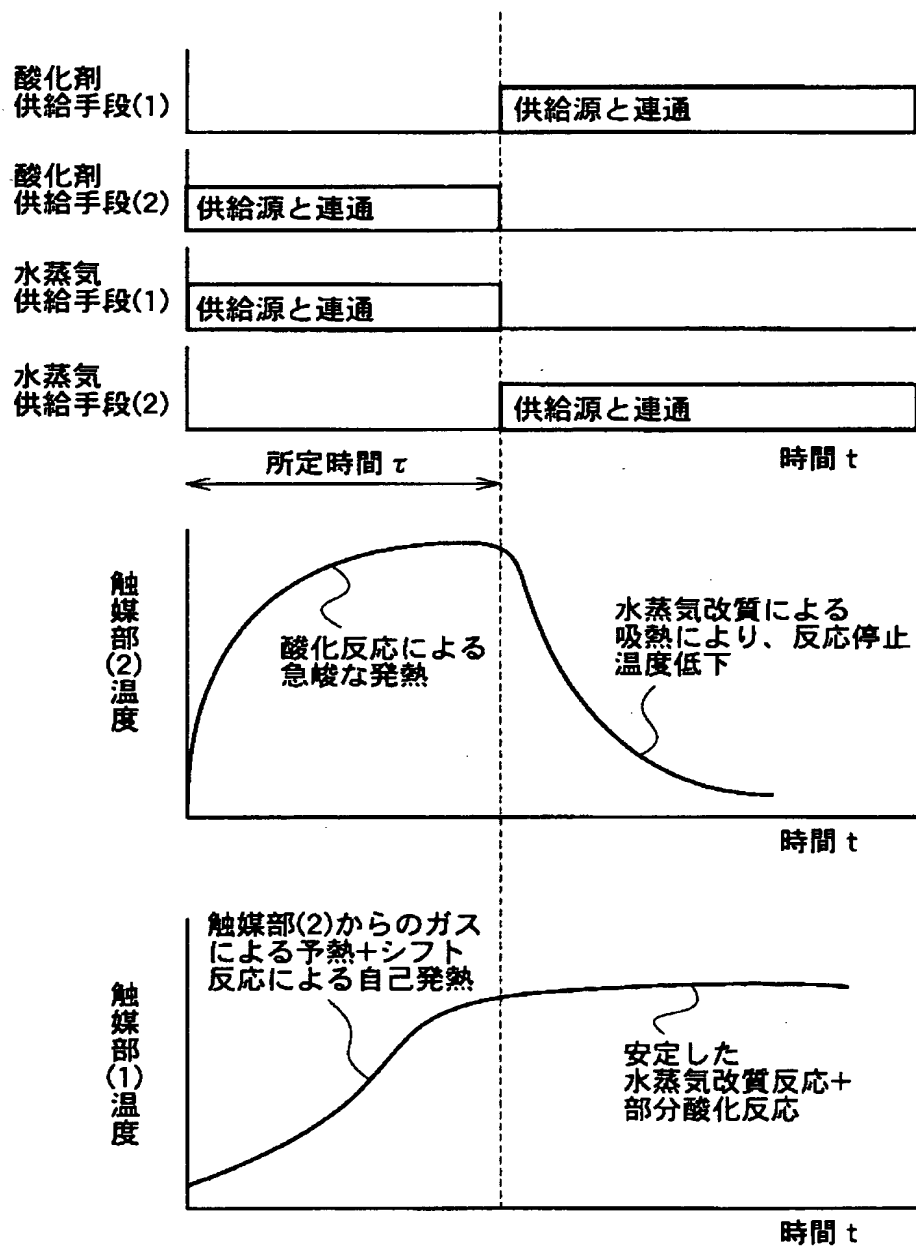 酸化剤
供給手段(1)
供給源と連通
酸化剤
供給手段(2)
供給源と連通
水蒸気
供給手段(1)
供給源と連通
水蒸気
供給手段(2)
供給源と連通
所定時間 τ
時間 t
触媒部(2)温度
酸化反応による
急峻な発熱
水蒸気改質による
吸熱により、反応停止
温度低下
時間 t
触媒部(1)温度
触媒部(2)からのガス
による予熱+シフト
反応による自己発熱
安定した
水蒸気改質反応+
部分酸化反応
時間 t